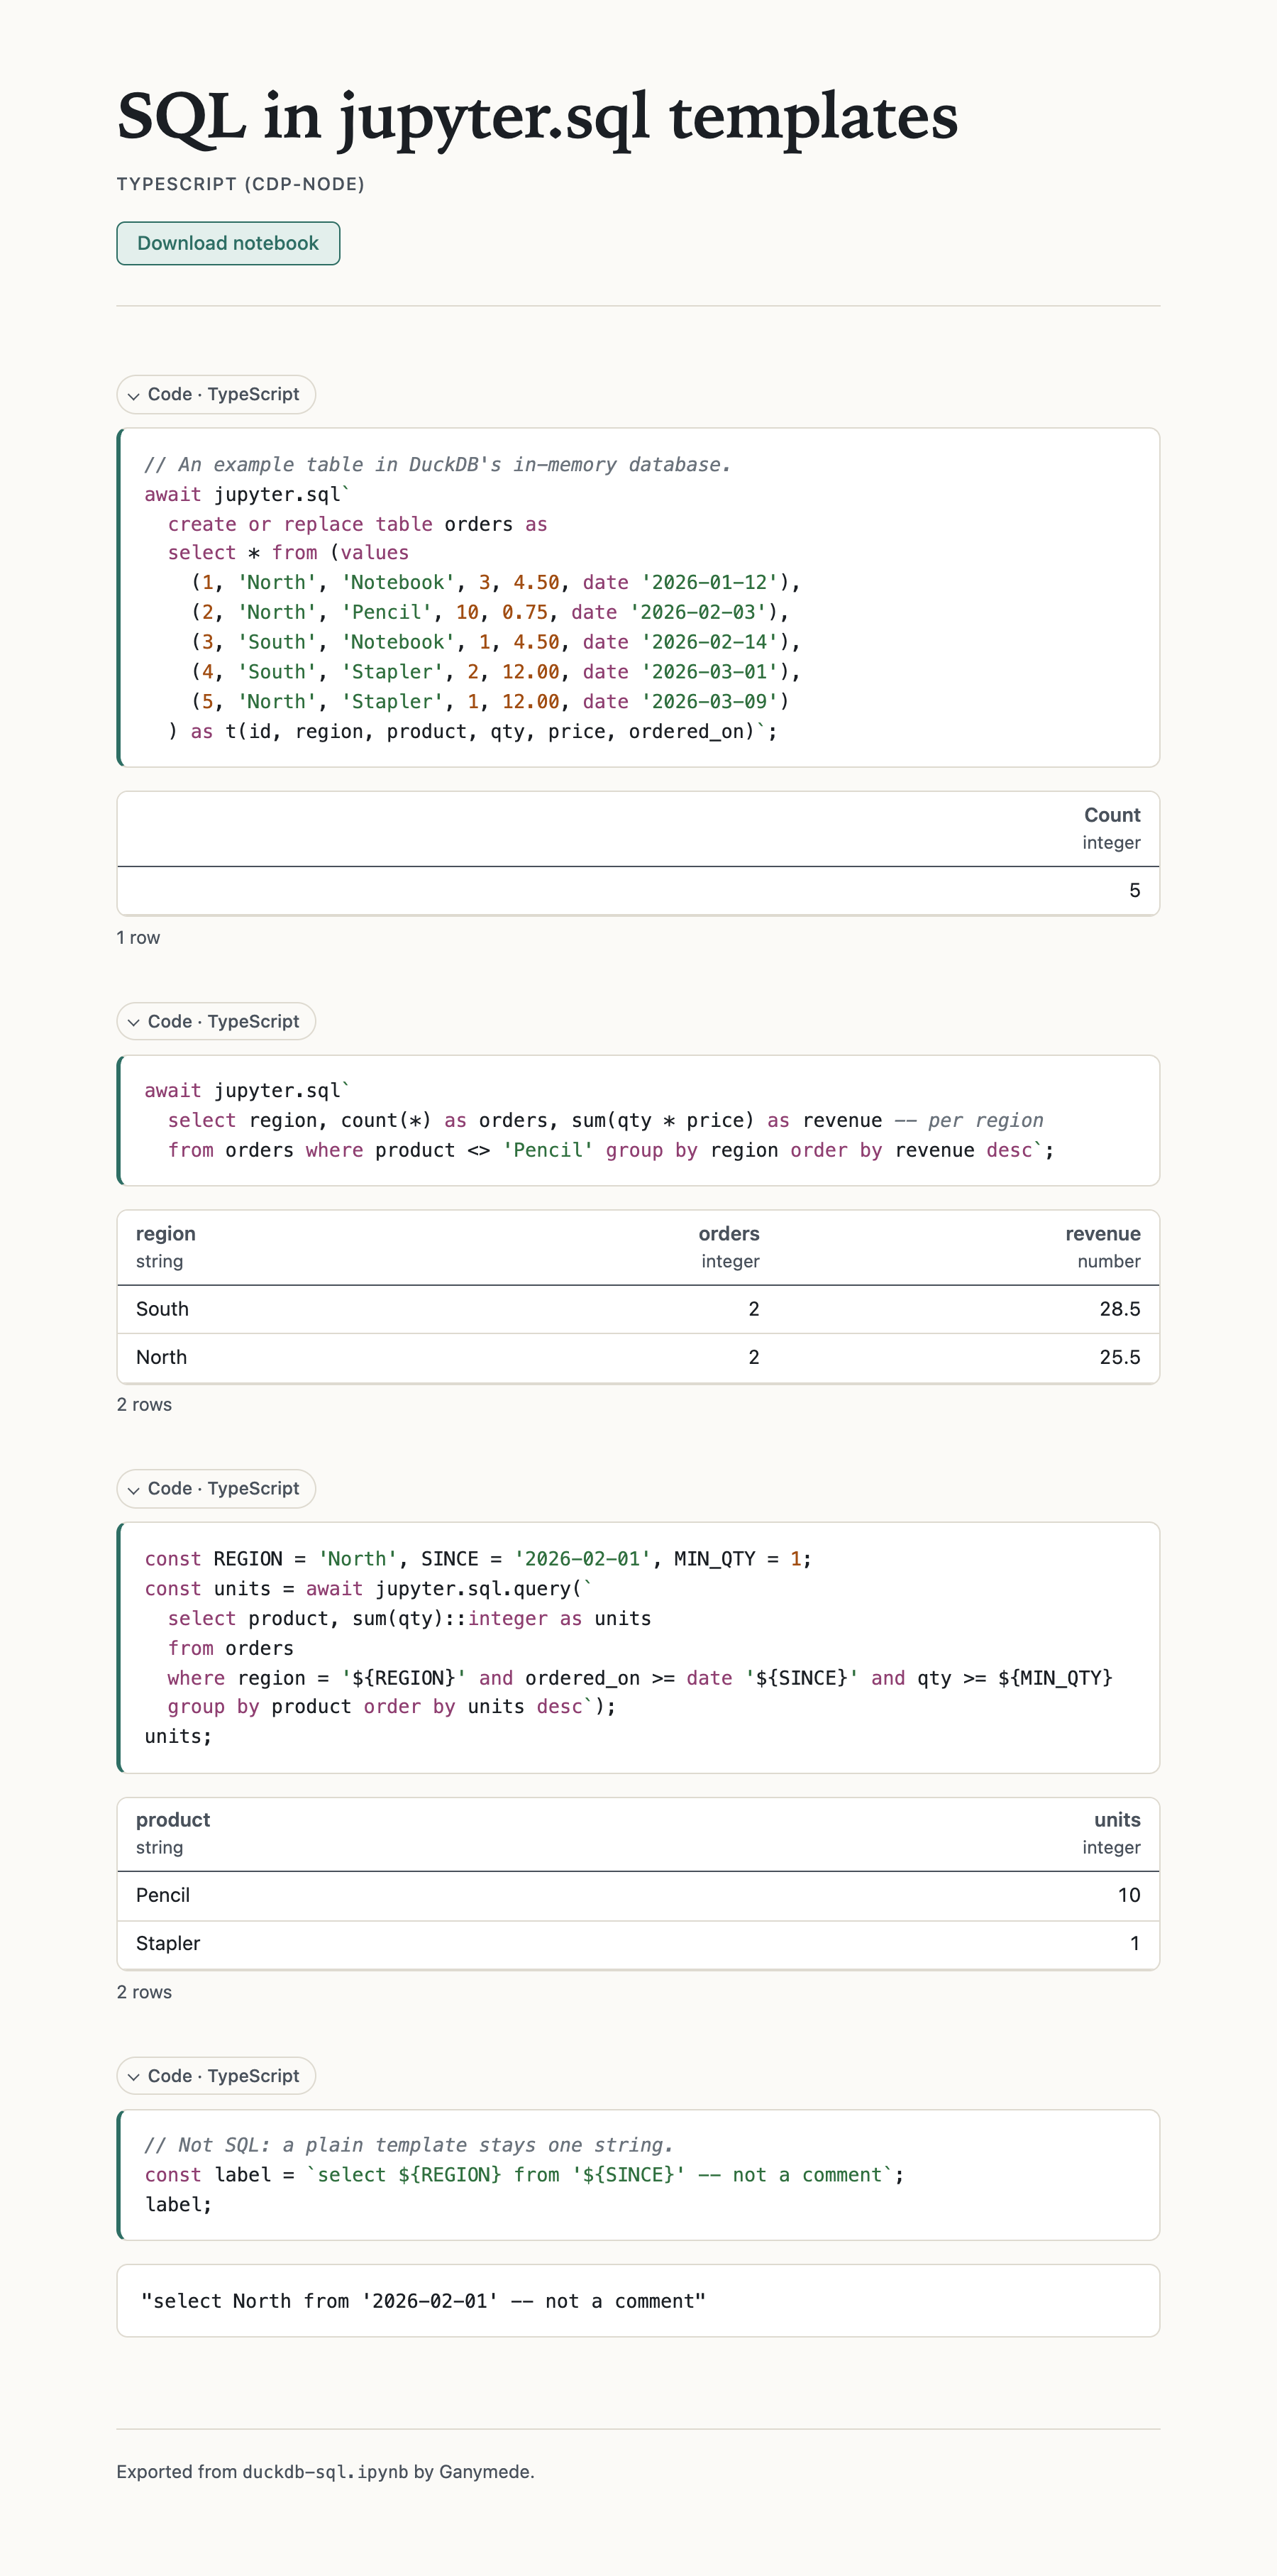 SQL in jupyter.sql templates
TYPESCRIPT (CDP-NODE)
Download notebook
Code · TypeScript
// An example table in DuckDB's in-memory database.
await jupyter.sql`
  create or replace table orders as
  select * from (values
    (1, 'North', 'Notebook', 3, 4.50, date '2026-01-12'),
    (2, 'North', 'Pencil', 10, 0.75, date '2026-02-03'),
    (3, 'South', 'Notebook', 1, 4.50, date '2026-02-14'),
    (4, 'South', 'Stapler', 2, 12.00, date '2026-03-01'),
    (5, 'North', 'Stapler', 1, 12.00, date '2026-03-09')
  ) as t(id, region, product, qty, price, ordered_on)`;
Count
integer
5
1 row
Code · TypeScript
await jupyter.sql`
  select region, count(*) as orders, sum(qty * price) as revenue -- per region
  from orders where product <> 'Pencil' group by region order by revenue desc`;
region orders revenue
string integer number
South 2 28.5
North 2 25.5
2 rows
Code · TypeScript
const REGION = 'North', SINCE = '2026-02-01', MIN_QTY = 1;
const units = await jupyter.sql.query(`
  select product, sum(qty)::integer as units
  from orders
  where region = '${REGION}' and ordered_on >= date '${SINCE}' and qty >= ${MIN_QTY}
  group by product order by units desc`);
units;
product units
string integer
Pencil 10
Stapler 1
2 rows
Code · TypeScript
// Not SQL: a plain template stays one string.
const label = `select ${REGION} from '${SINCE}' -- not a comment`;
label;
"select North from '2026-02-01' -- not a comment"
Exported from duckdb-sql.ipynb by Ganymede.